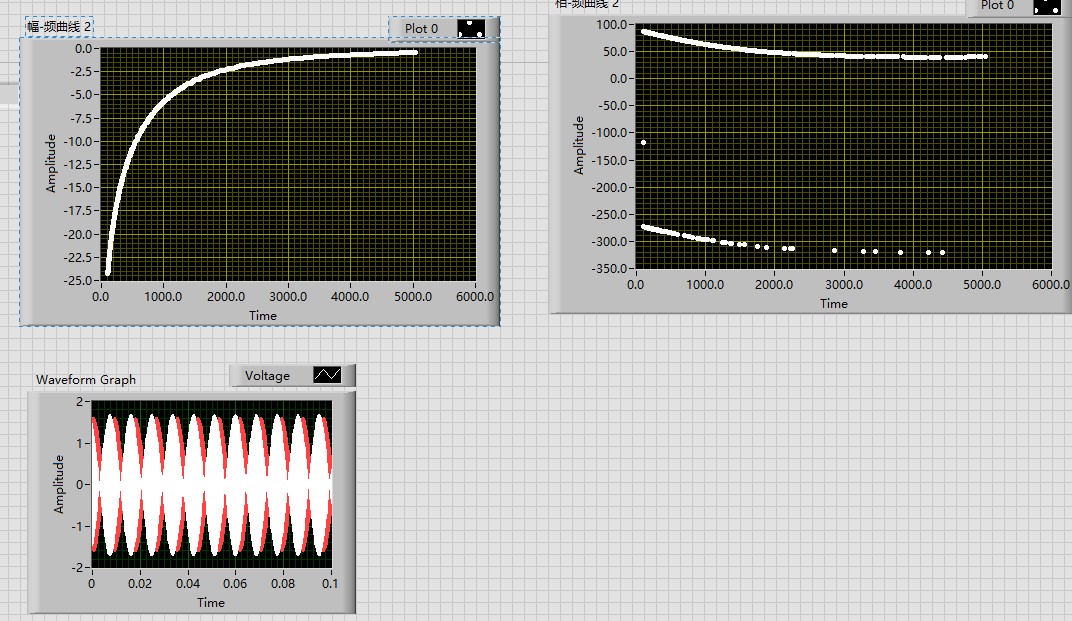 幅-频曲线 2
Plot 0
0.0
-2.5
-5.0
-7.5
-10.0
-12.5
-15.0
-17.5
-20.0
-22.5
-25.0
Amplitude
0.0 1000.0 2000.0 3000.0 4000.0 5000.0 6000.0
Time
相-频曲线 2
Plot 0
100.0
50.0
0.0
-50.0
-100.0
-150.0
-200.0
-250.0
-300.0
-350.0
Amplitude
0.0 1000.0 2000.0 3000.0 4000.0 5000.0 6000.0
Time
Waveform Graph
Voltage
2
1
0
-1
-2
Amplitude
0 0.02 0.04 0.06 0.08 0.1
Time